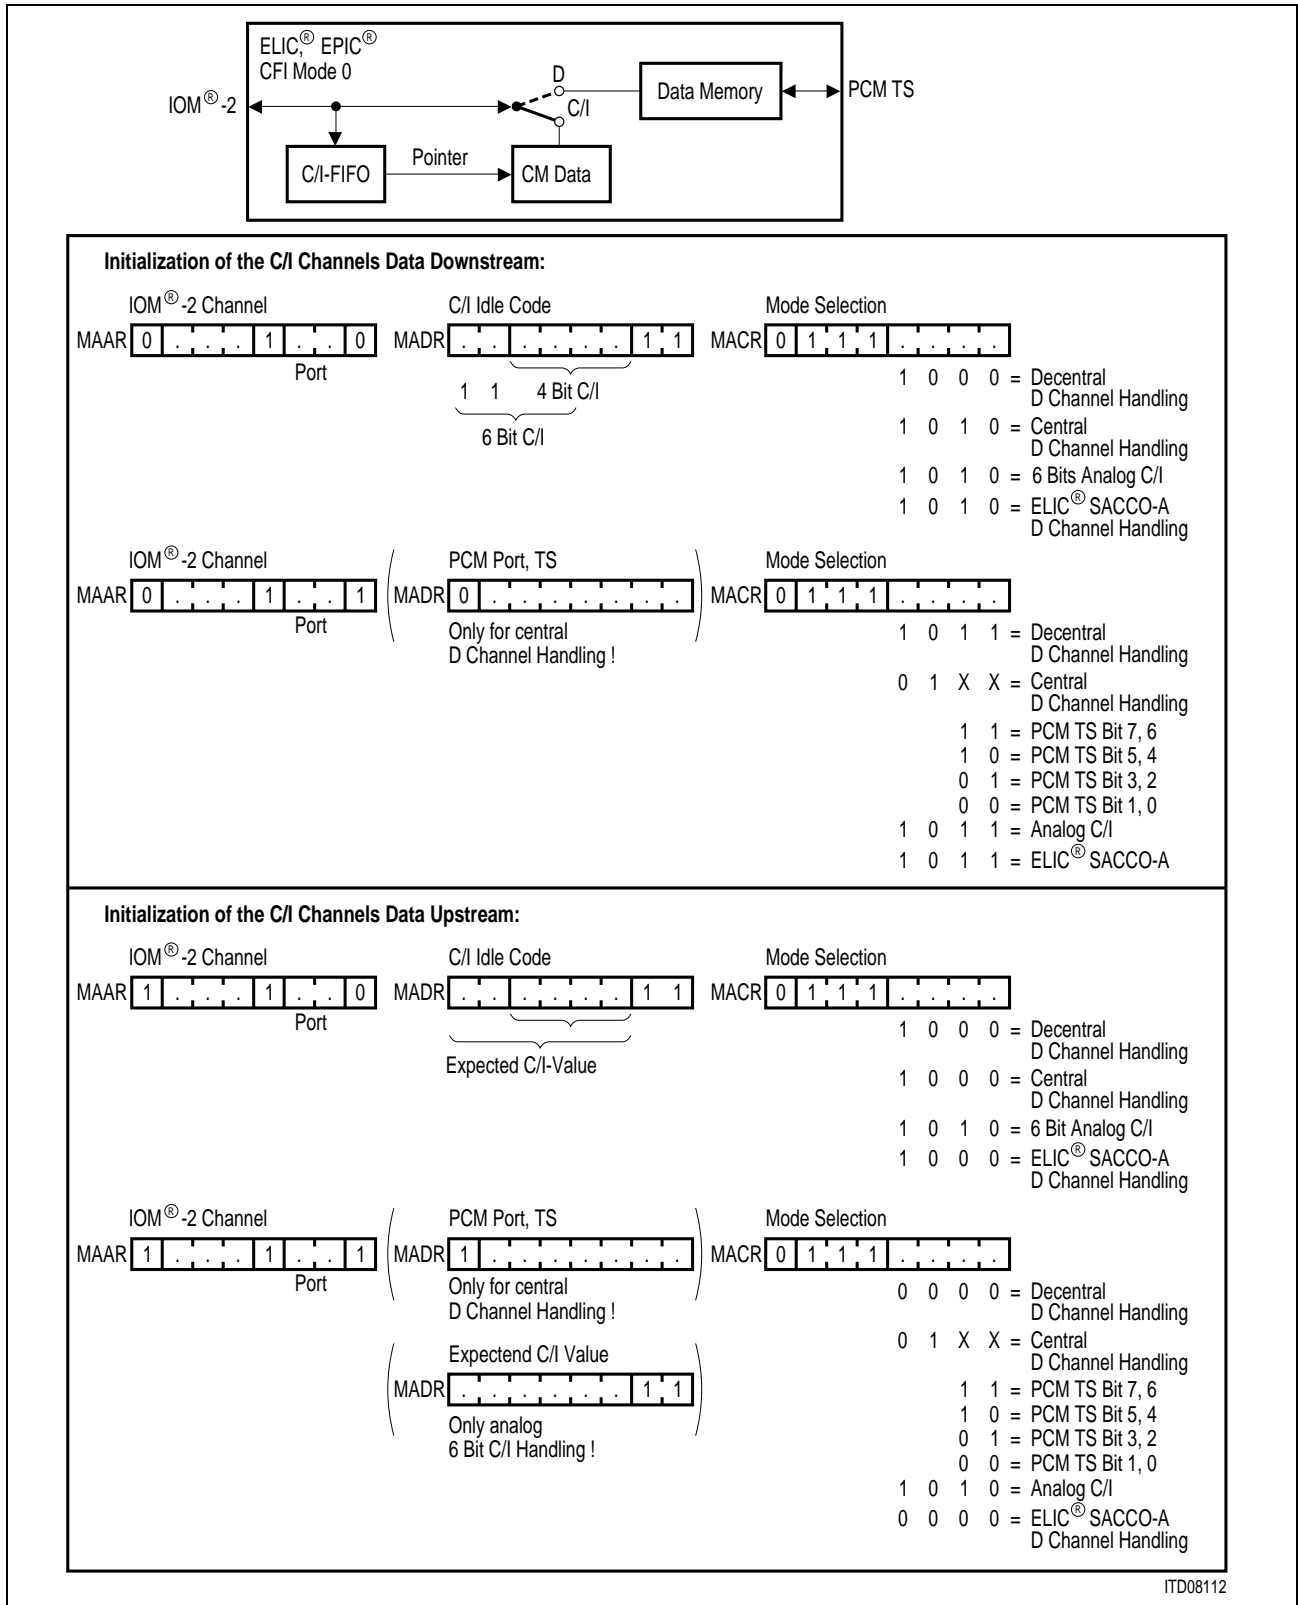 ELIC,® EPIC®
CFI Mode 0
IOM®-2
D
C/I
Data Memory
PCM TS
C/I-FIFO
Pointer
CM Data
Initialization of the C/I Channels Data Downstream:
IOM®-2 Channel C/I Idle Code Mode Selection
MAAR 0 . . . 1 . . 0 MADR . . . . . . 1 1 MACR 0 1 1 1 . . . .
Port
1 1 4 Bit C/I
6 Bit C/I
1 0 0 0 = Decentral
D Channel Handling
1 0 1 0 = Central
D Channel Handling
1 0 1 0 = 6 Bits Analog C/I
1 0 1 0 = ELIC® SACCO-A
D Channel Handling
IOM®-2 Channel PCM Port, TS Mode Selection
MAAR 0 . . . 1 . . 1 MADR 0 . . . . . . . MACR 0 1 1 1 . . . .
Port
Only for central
D Channel Handling !
1 0 1 1 = Decentral
D Channel Handling
0 1 X X = Central
D Channel Handling
1 1 = PCM TS Bit 7, 6
1 0 = PCM TS Bit 5, 4
0 1 = PCM TS Bit 3, 2
0 0 = PCM TS Bit 1, 0
1 0 1 1 = Analog C/I
1 0 1 1 = ELIC® SACCO-A
Initialization of the C/I Channels Data Upstream:
IOM®-2 Channel C/I Idle Code Mode Selection
MAAR 1 . . . 1 . . 0 MADR . . . . . . 1 1 MACR 0 1 1 1 . . . .
Port
Expected C/I-Value
1 0 0 0 = Decentral
D Channel Handling
1 0 0 0 = Central
D Channel Handling
1 0 1 0 = 6 Bit Analog C/I
1 0 0 0 = ELIC® SACCO-A
D Channel Handling
IOM®-2 Channel PCM Port, TS Mode Selection
MAAR 1 . . . 1 . . 1 MADR 1 . . . . . . . MACR 0 1 1 1 . . . .
Port
Only for central
D Channel Handling !
Expectend C/I Value
MADR . . . . . . 1 1
Only analog
6 Bit C/I Handling !
0 0 0 0 = Decentral
D Channel Handling
0 1 X X = Central
D Channel Handling
1 1 = PCM TS Bit 7, 6
1 0 = PCM TS Bit 5, 4
0 1 = PCM TS Bit 3, 2
0 0 = PCM TS Bit 1, 0
1 0 1 0 = Analog C/I
0 0 0 0 = ELIC® SACCO-A
D Channel Handling
ITD08112